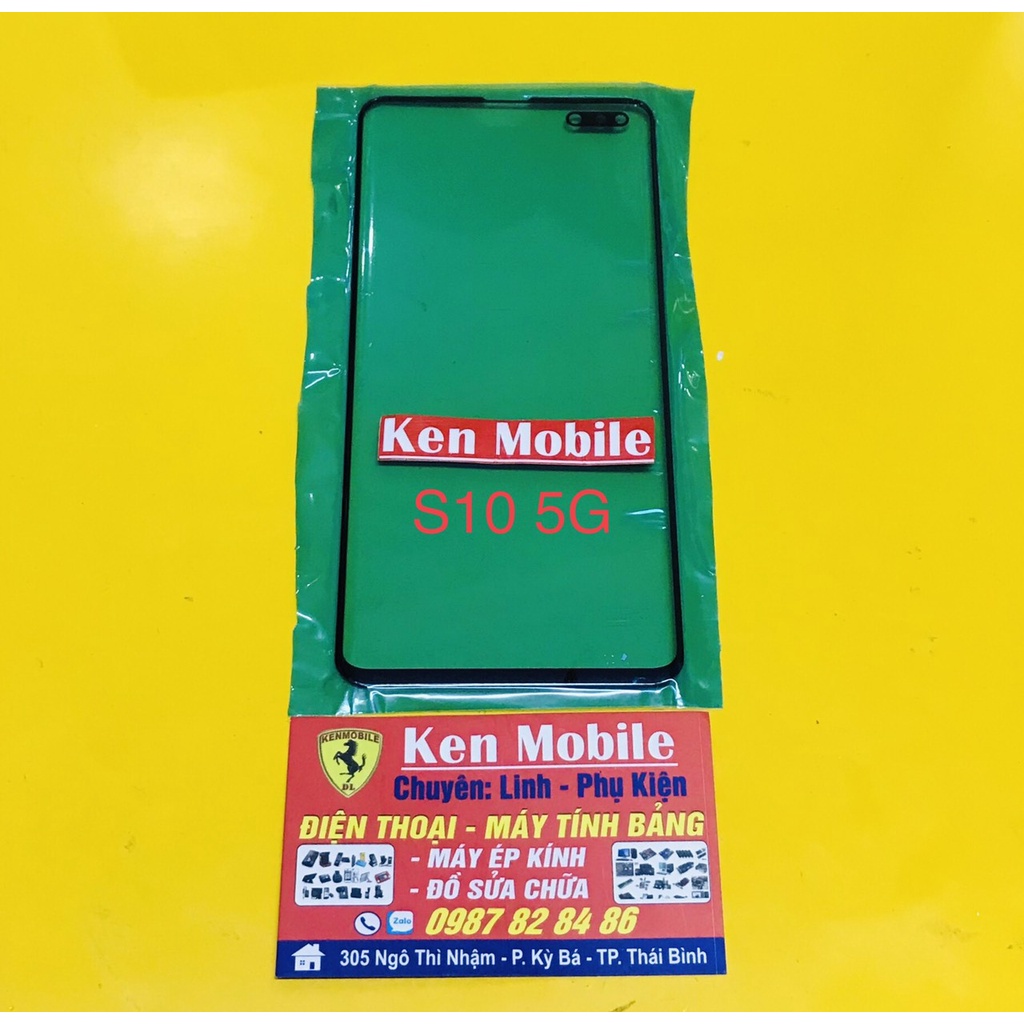 Ken Mobile
S10 5G
KENMOBILE
DL
Ken Mobile
Chuyên: Linh - Phụ Kiện
ĐIỆN THOẠI - MÁY TÍNH BẢNG
- MÁY ÉP KÍNH
- ĐỒ SỬA CHỮA
Zalo 0987 82 84 86
305 Ngô Thì Nhậm - P. Kỳ Bá - TP. Thái Bình